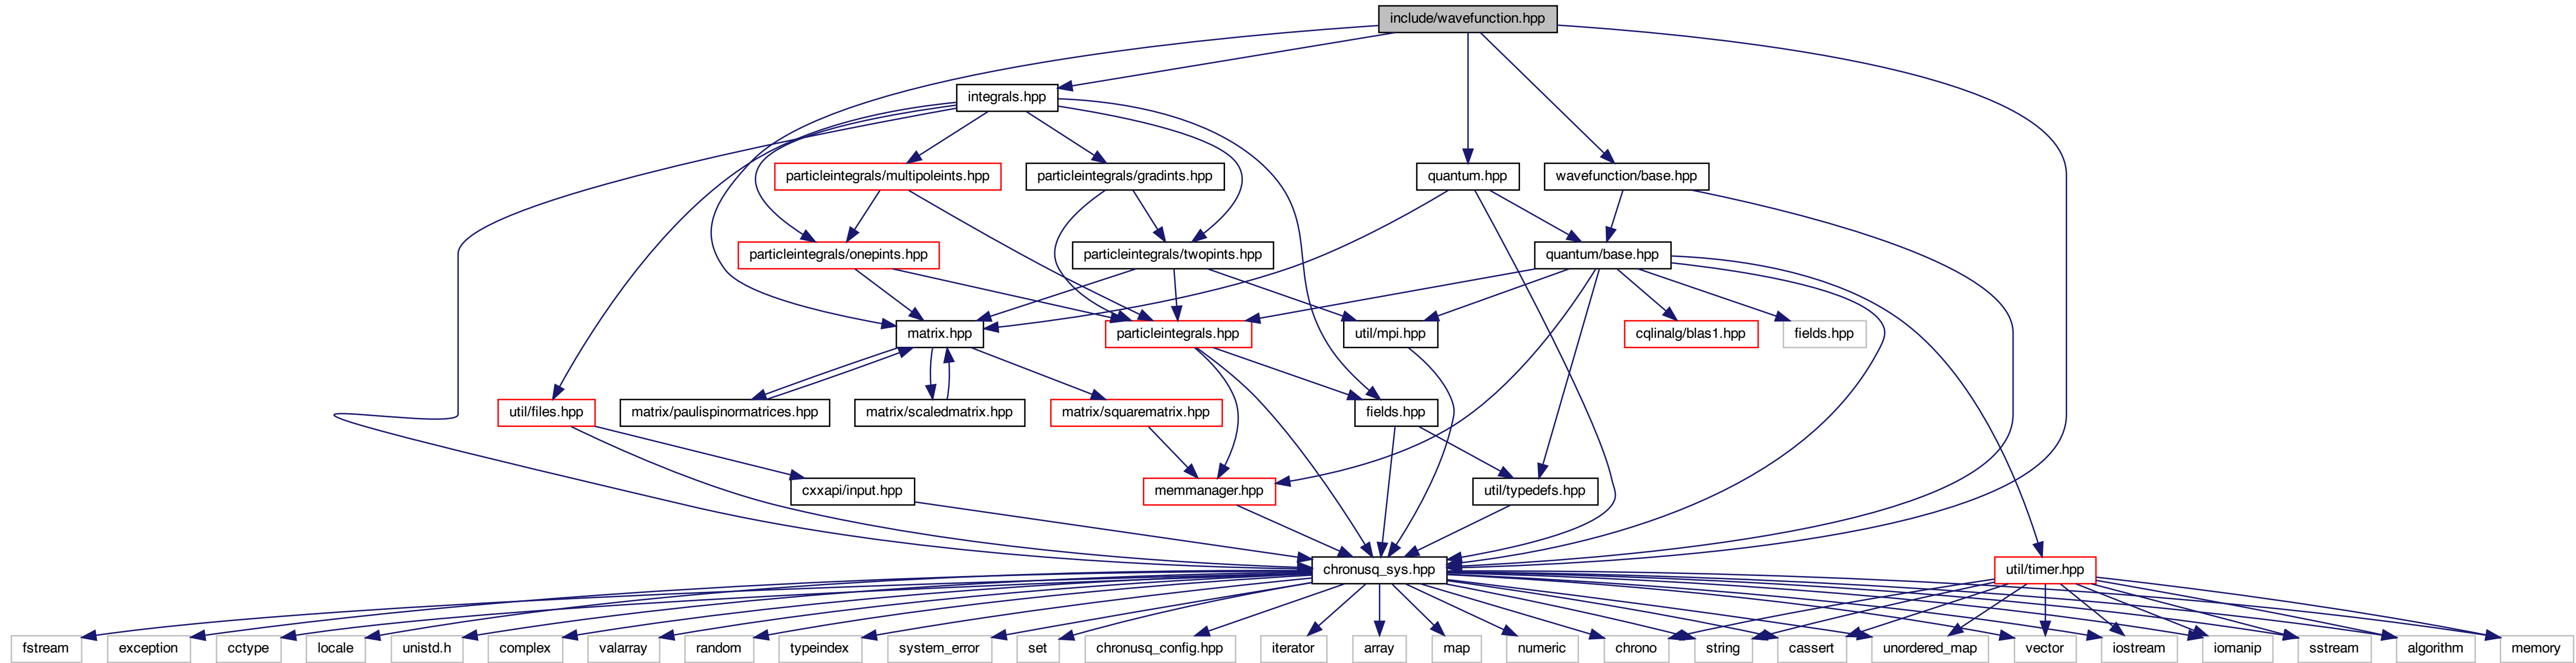 include/wavefunction.hpp
integrals.hpp
particleintegrals/multipoleints.hpp
particleintegrals/gradints.hpp
quantum.hpp
wavefunction/base.hpp
particleintegrals/onepints.hpp
particleintegrals/twopints.hpp
quantum/base.hpp
matrix.hpp
particleintegrals.hpp
util/mpi.hpp
cqlinalg/blas1.hpp
fields.hpp
util/files.hpp
matrix/paulispinormatrices.hpp
matrix/scaledmatrix.hpp
matrix/squarematrix.hpp
fields.hpp
cxxapi/input.hpp
memmanager.hpp
util/typedefs.hpp
chronusq_sys.hpp
util/timer.hpp
fstream
exception
cctype
locale
unistd.h
complex
valarray
random
typeindex
system_error
set
chronusq_config.hpp
iterator
array
map
numeric
chrono
string
cassert
unordered_map
vector
iostream
iomanip
sstream
algorithm
memory